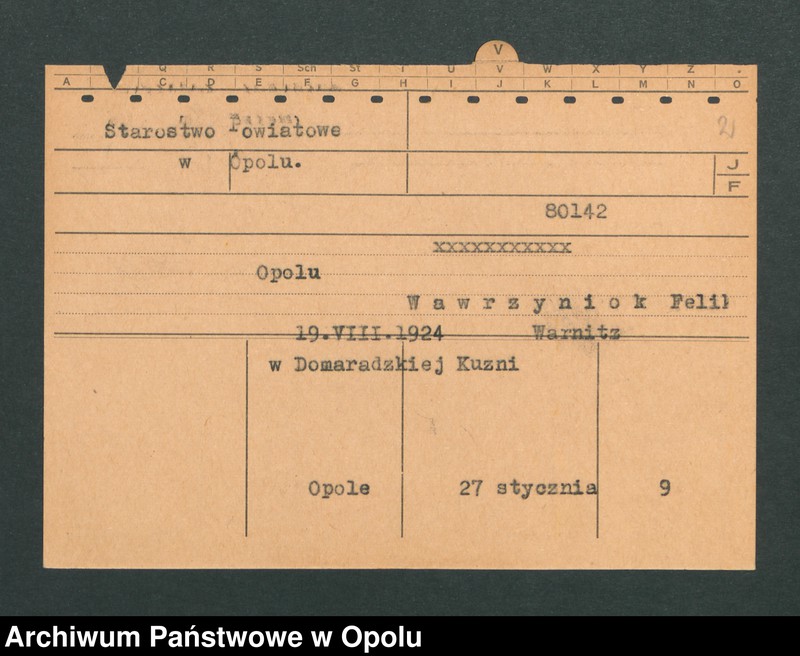 V
Q R S Sch St T U V W X Y Z
A C D E F G H I J K L M N O
Starostwo Powiatowe
w Opolu.
J
F
80142
xxxxxxxxxxx
Opolu
W a w r z y n i o k Felik
19.VIII.1924 Warnitz
w Domaradzkiej Kuzni
Opole 27 stycznia 9
Archiwum Państwowe w Opolu